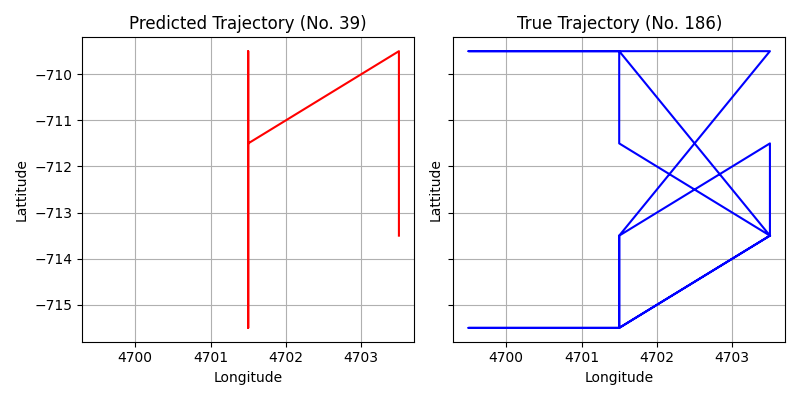 Predicted Trajectory (No. 39)
True Trajectory (No. 186)
−710
−711
−712
−713
−714
−715
Lattitude
Lattitude
4700 4701 4702 4703
4700 4701 4702 4703
Longitude
Longitude